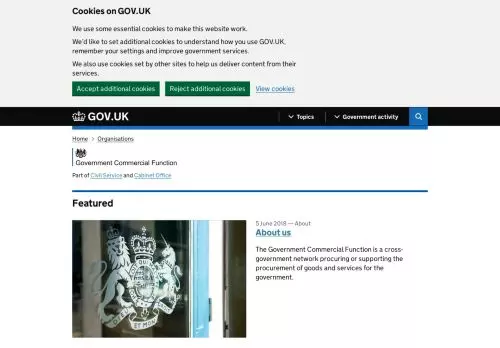 Cookies on GOV.UK
We use some essential cookies to make this website work.
We'd like to set additional cookies to understand how you use GOV.UK,
remember your settings and improve government services.
We also use cookies set by other sites to help us deliver content from their
services.
Accept additional cookies Reject additional cookies View cookies
GOV.UK Topics Government activity
Home Organisations
Government Commercial Function
Part of Civil Service and Cabinet Office
Featured
5 June 2018 — About
About us
The Government Commercial Function is a cross-
government network procuring or supporting the
procurement of goods and services for the
government.